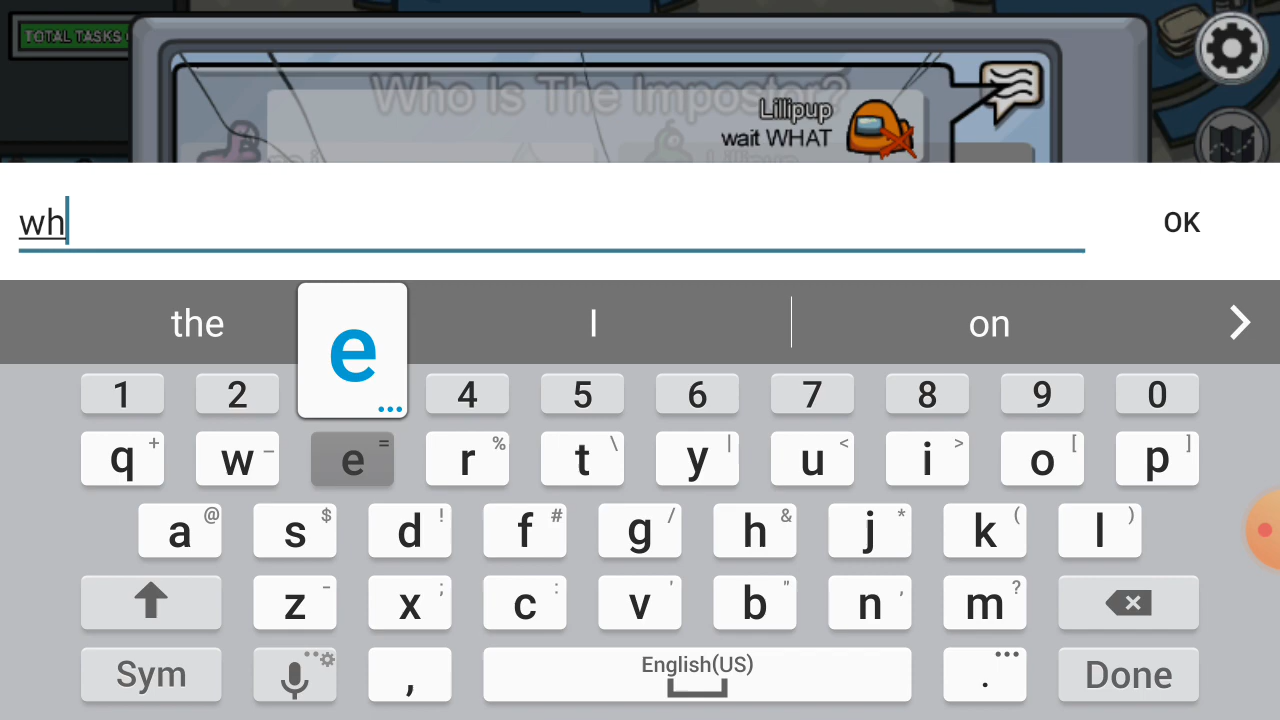 TOTAL TASKS
Who Is The Impostor?
Lillipup
wait WHAT
Lillipup
wh
OK
the
e
I
on
1 2 4 5 6 7 8 9 0
q + w – e = r % t \ y | u < i > o [ p ]
a @ s $ d ! f # g / h & j * k ( l )
z - x ; c : v ' b " n , m ?
Sym , English(US) . Done